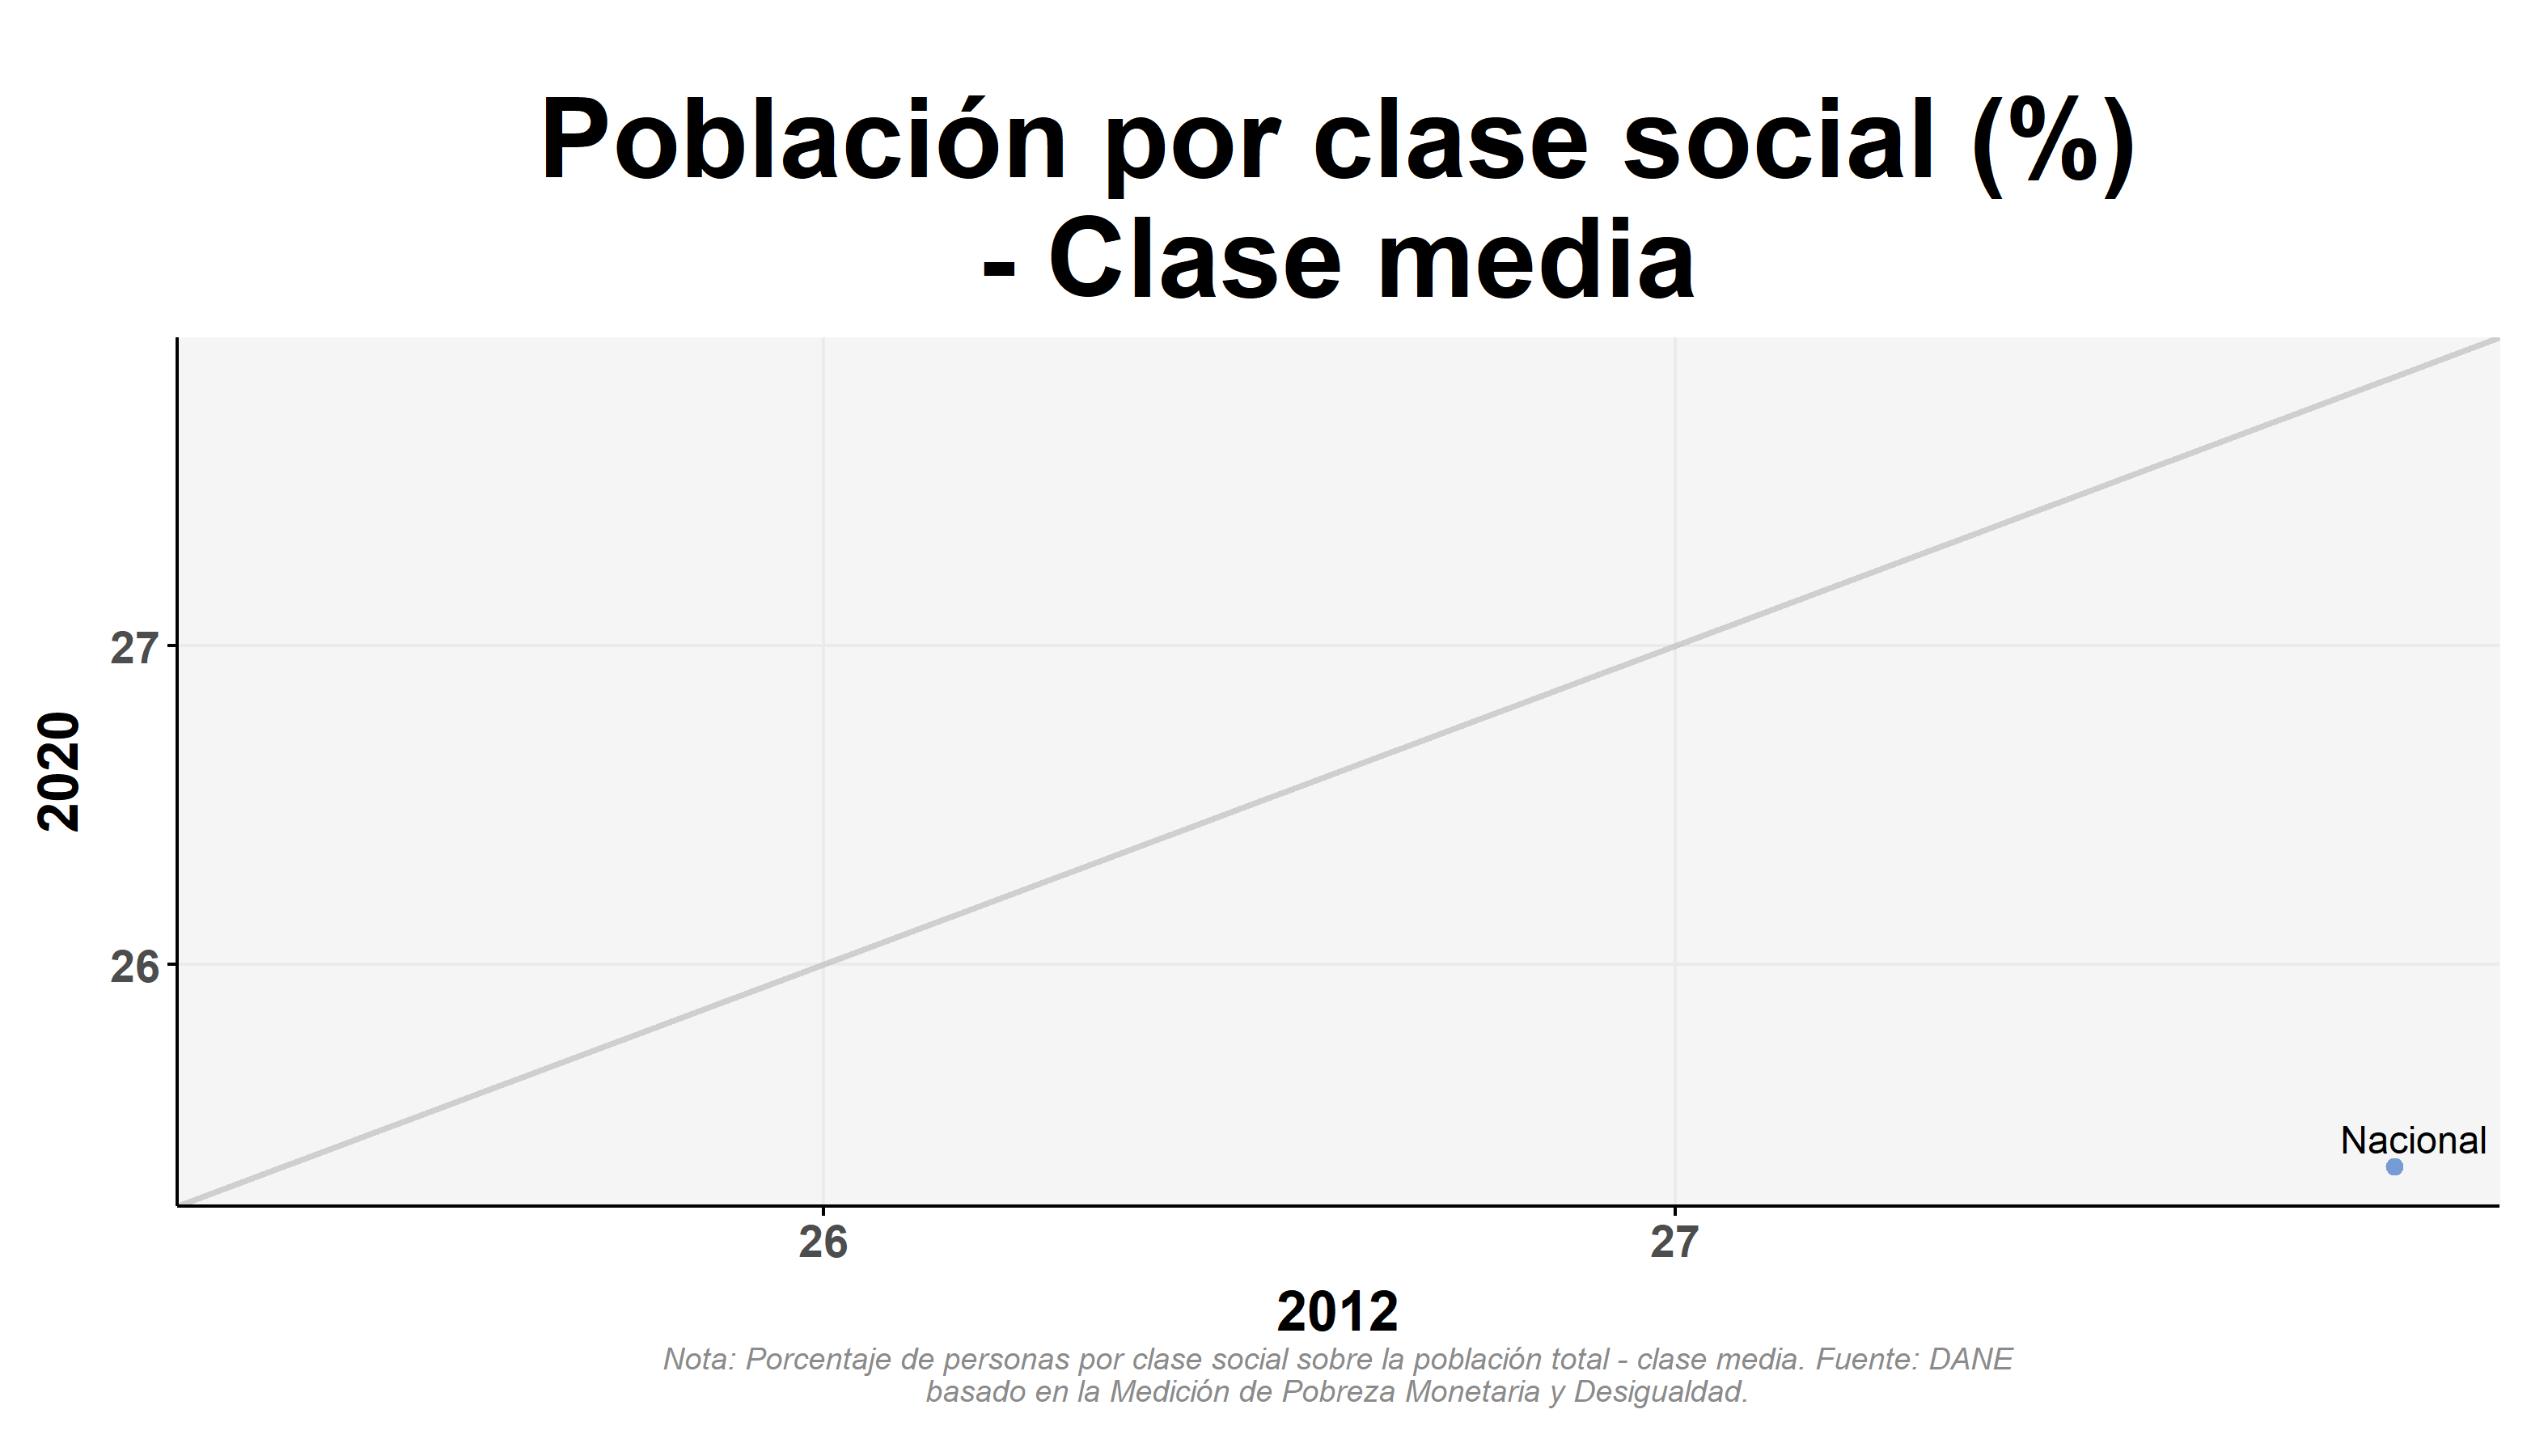 Población por clase social (%)
- Clase media
27
2020
26
Nacional
26
27
2012
Nota: Porcentaje de personas por clase social sobre la población total - clase media. Fuente: DANE
basado en la Medición de Pobreza Monetaria y Desigualdad.